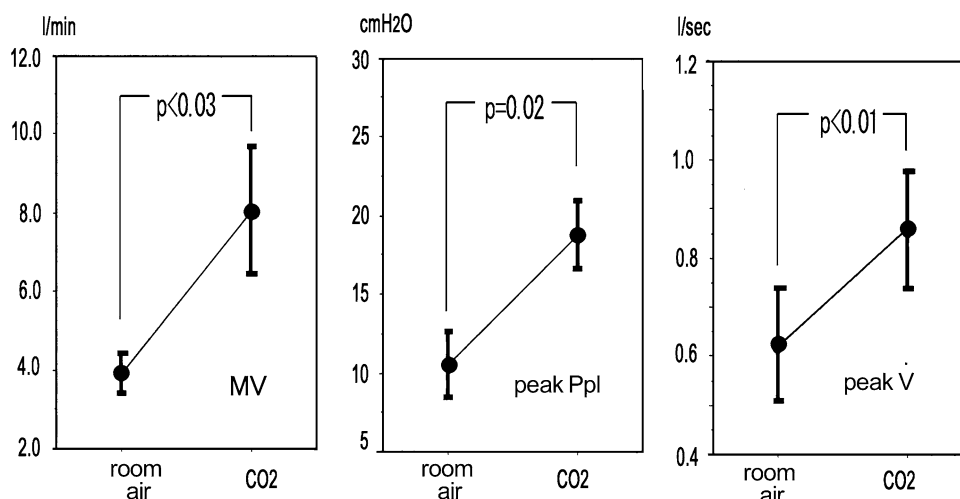 l/min
12.0
10.0
8.0
6.0
4.0
2.0
p<0.03
MV
room air
CO2
cmH2O
30
25
20
15
10
5
p=0.02
peak Ppl
room air
CO2
l/sec
1.2
1.0
0.8
0.6
0.4
p<0.01
peak V
room air
CO2